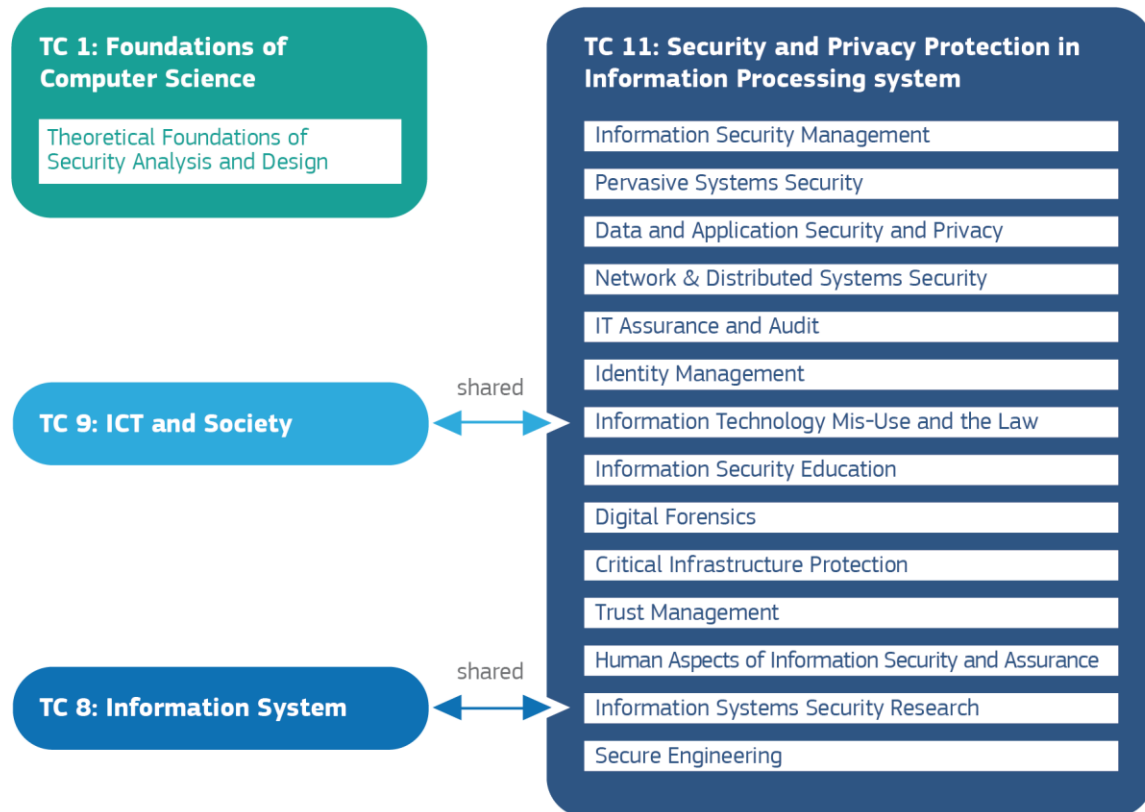 TC 1: Foundations of
Computer Science
Theoretical Foundations of
Security Analysis and Design
TC 9: ICT and Society
shared
TC 8: Information System
shared
TC 11: Security and Privacy Protection in
Information Processing system
Information Security Management
Pervasive Systems Security
Data and Application Security and Privacy
Network & Distributed Systems Security
IT Assurance and Audit
Identity Management
Information Technology Mis-Use and the Law
Information Security Education
Digital Forensics
Critical Infrastructure Protection
Trust Management
Human Aspects of Information Security and Assurance
Information Systems Security Research
Secure Engineering